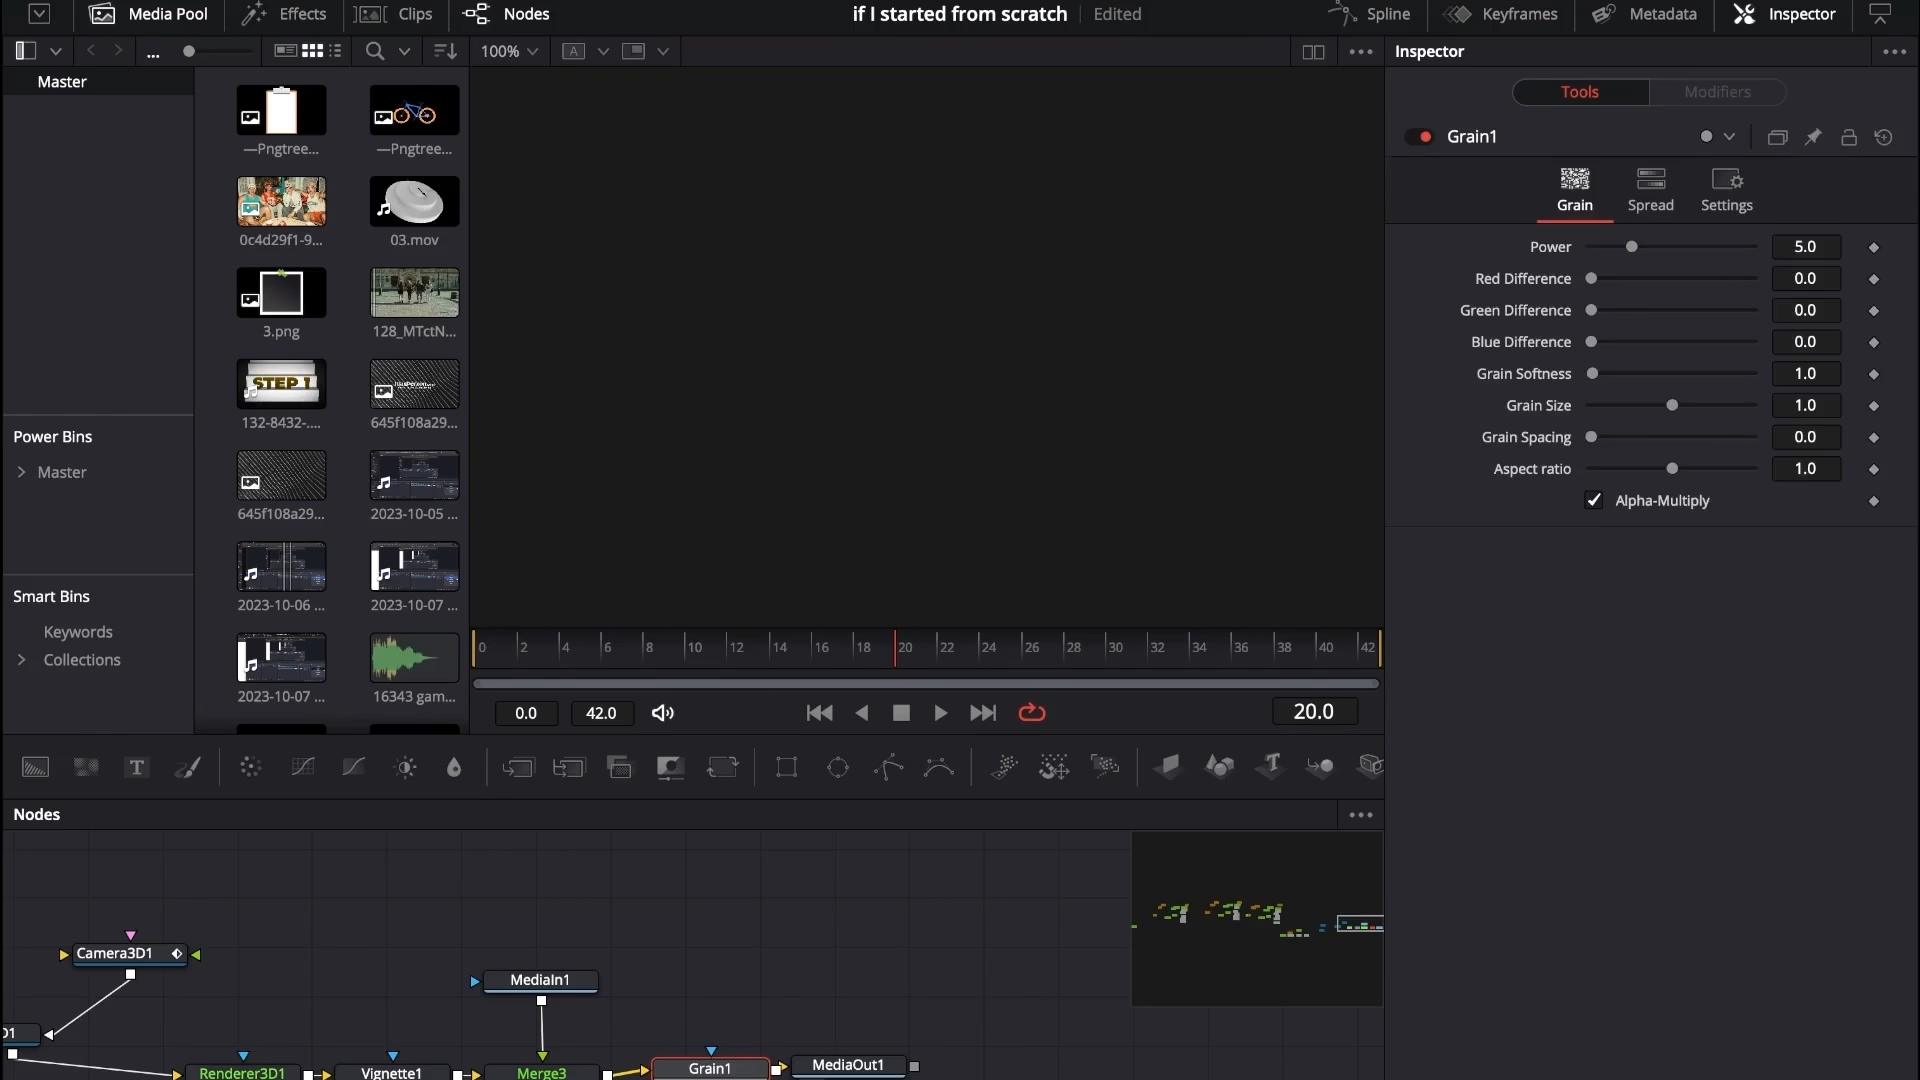 Media Pool
Effects
Clips
Nodes
if I started from scratch
Edited
Spline
Keyframes
Metadata
Inspector
...
100%
A
Inspector
Master
Tools
Modifiers
—Pngtree...
—Pngtree...
Grain1
Grain
Spread
Settings
0c4d29f1-9...
03.mov
Power
5.0
Red Difference
0.0
Green Difference
0.0
3.png
128_MTctN...
Blue Difference
0.0
Grain Softness
1.0
STEP 1
Grain Size
1.0
132-8432-....
645f108a29...
Power Bins
Grain Spacing
0.0
Master
Aspect ratio
1.0
Alpha-Multiply
645f108a29...
2023-10-05 ...
Smart Bins
2023-10-06 ...
2023-10-07 ...
Keywords
Collections
0 2 4 6 8 10 12 14 16 18 20 22 24 26 28 30 32 34 36 38 40 42
2023-10-07 ...
16343 gam...
0.0
42.0
20.0
T
Nodes
Camera3D1
MediaIn1
D1
Renderer3D1
Vignette1
Merge3
Grain1
MediaOut1